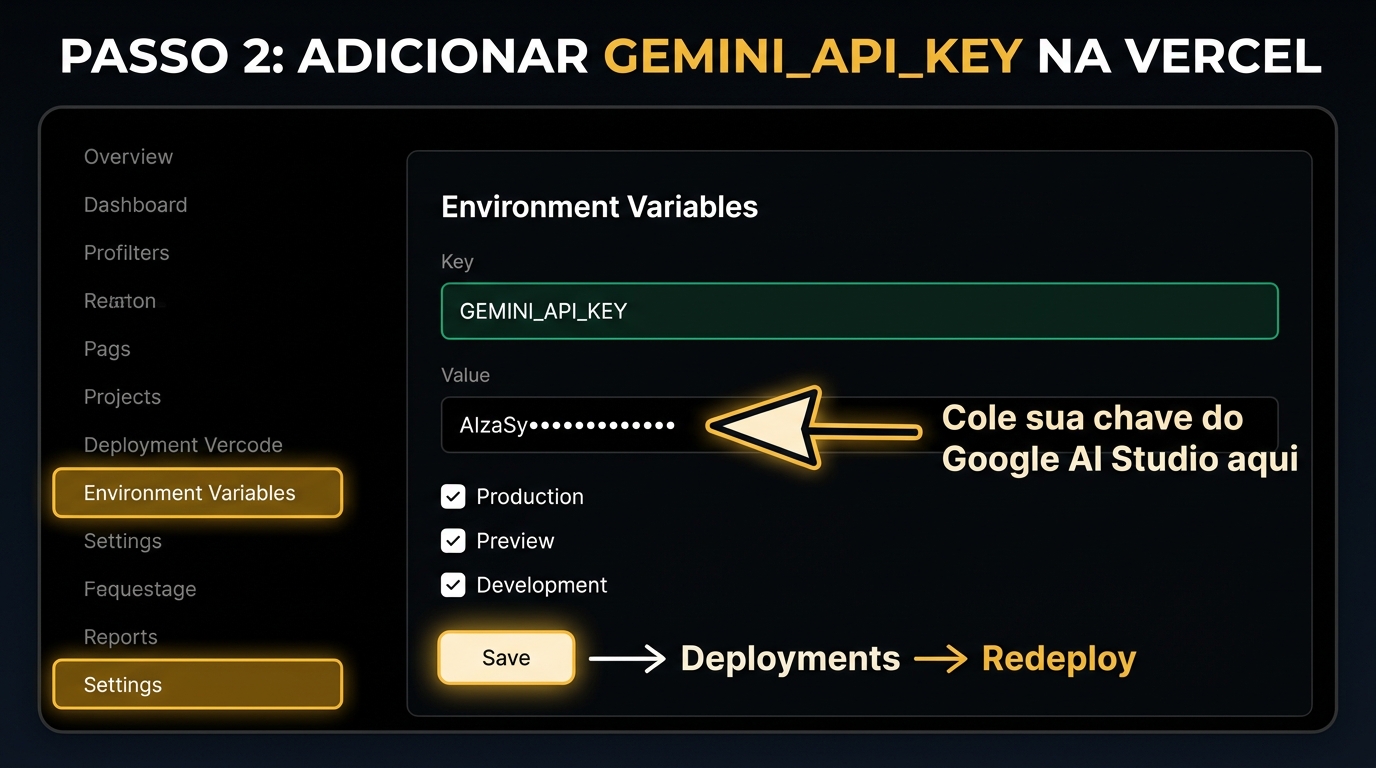 PASSO 2: ADICIONAR GEMINI_API_KEY NA VERCEL
Overview
Dashboard
Profilters
Pags
Projects
Deployment Vercode
Environment Variables
Settings
Fequestage
Reports
Settings
Environment Variables
Key
GEMINI_API_KEY
Value
AIzaSy•••••••••••••
Cole sua chave do
Google AI Studio aqui
Production
Preview
Development
Save → Deployments → Redeploy